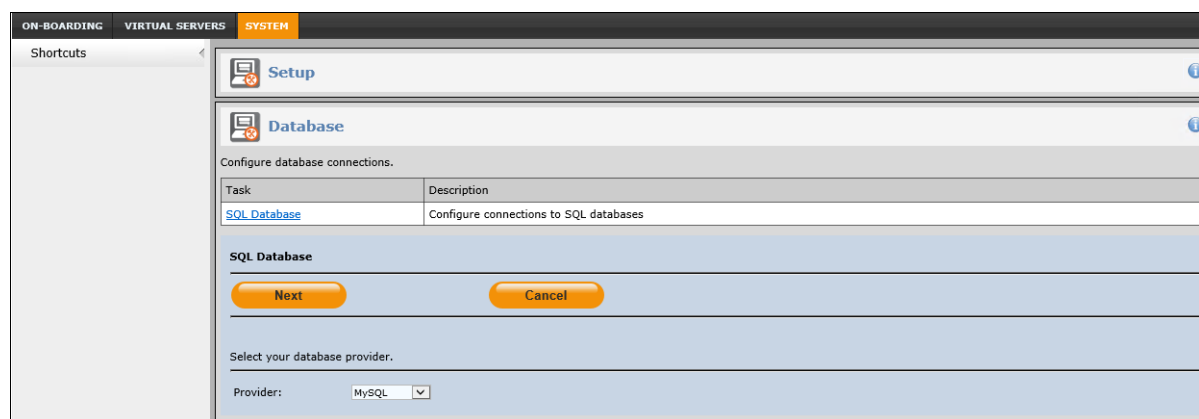 ON-BOARDING VIRTUAL SERVERS SYSTEM
Shortcuts
Setup
Database
Configure database connections.
Task Description
SQL Database Configure connections to SQL databases
SQL Database
Next Cancel
Select your database provider.
Provider: MySQL